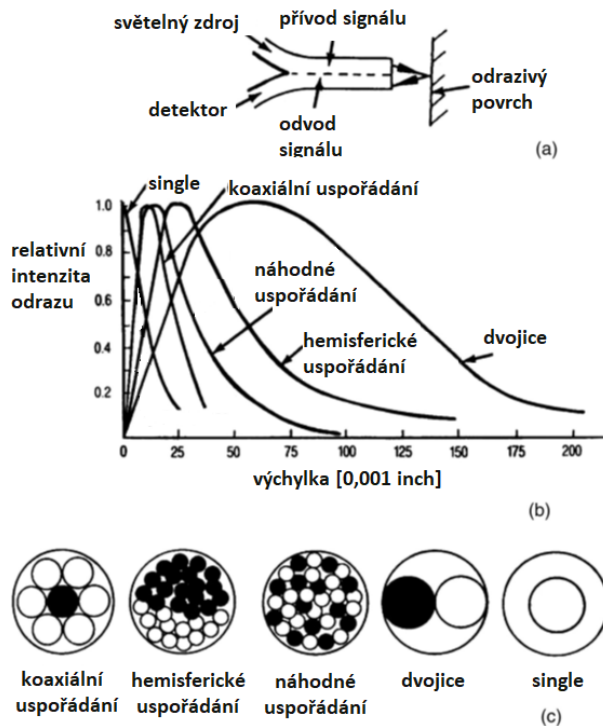 světelný zdroj
přívod signálu
odrazivý
povrch
detektor
odvod
signálu
(a)
single
koaxiální uspořádání
1.0
relativní
intenzita
odrazu
0.8
0.6
0.4
0.2
náhodné
uspořádání
hemisferické
uspořádání
dvojice
0 25 50 75 100 125 150 175 200
výchylka [0,001 inch]
(b)
koaxiální
uspořádání
hemisferické
uspořádání
náhodné
uspořádání
dvojice
single
(c)